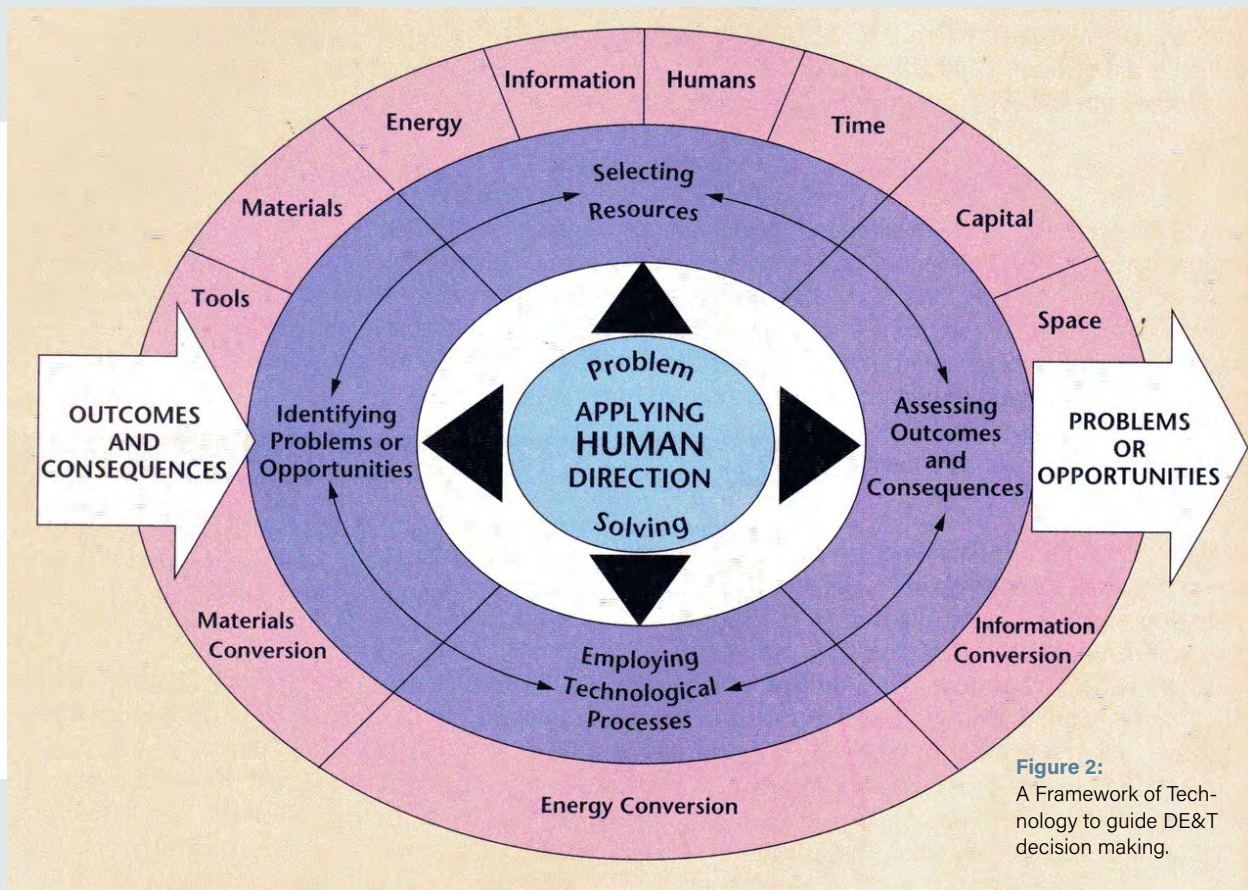 Information
Humans
Energy
Time
Materials
Capital
Tools
Space
Selecting
Resources
OUTCOMES
AND
CONSEQUENCES
Identifying
Problems or
Opportunities
Problem
APPLYING
HUMAN
DIRECTION
Solving
Assessing
Outcomes
and
Consequences
PROBLEMS
OR
OPPORTUNITIES
Materials
Conversion
Employing
Technological
Processes
Information
Conversion
Energy Conversion
Figure 2:
A Framework of Tech-
nology to guide DE&T
decision making.